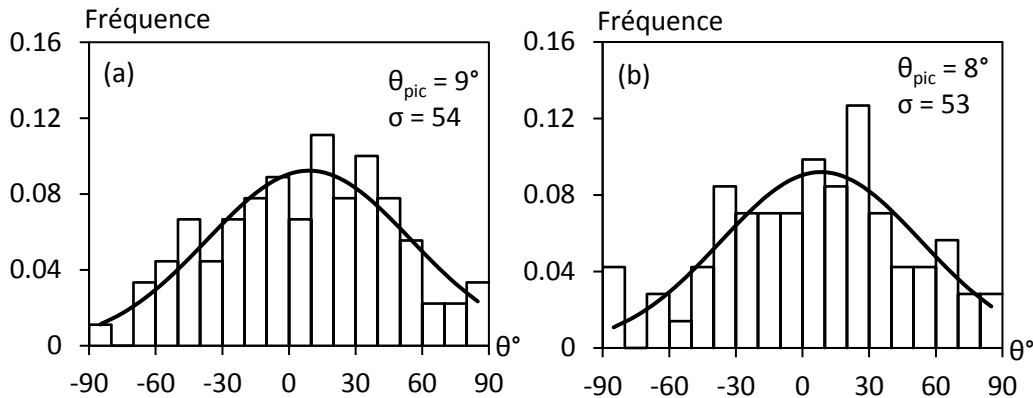 Fréquence
0.16
(a)
θpic = 9°
σ = 54
0.12
0.08
0.04
0
-90 -60 -30 0 30 60 90
θ°
Fréquence
0.16
(b)
θpic = 8°
σ = 53
0.12
0.08
0.04
0
-90 -60 -30 0 30 60 90
θ°